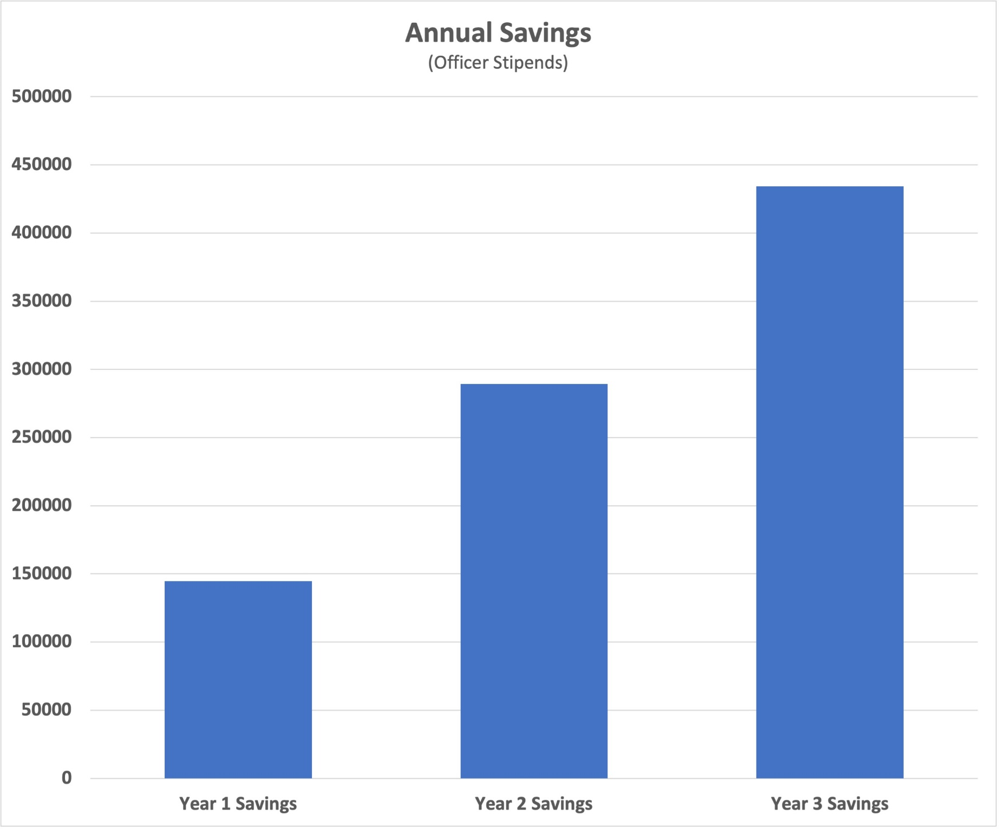 Annual Savings
(Officer Stipends)
500000
450000
400000
350000
300000
250000
200000
150000
100000
50000
0
Year 1 Savings
Year 2 Savings
Year 3 Savings